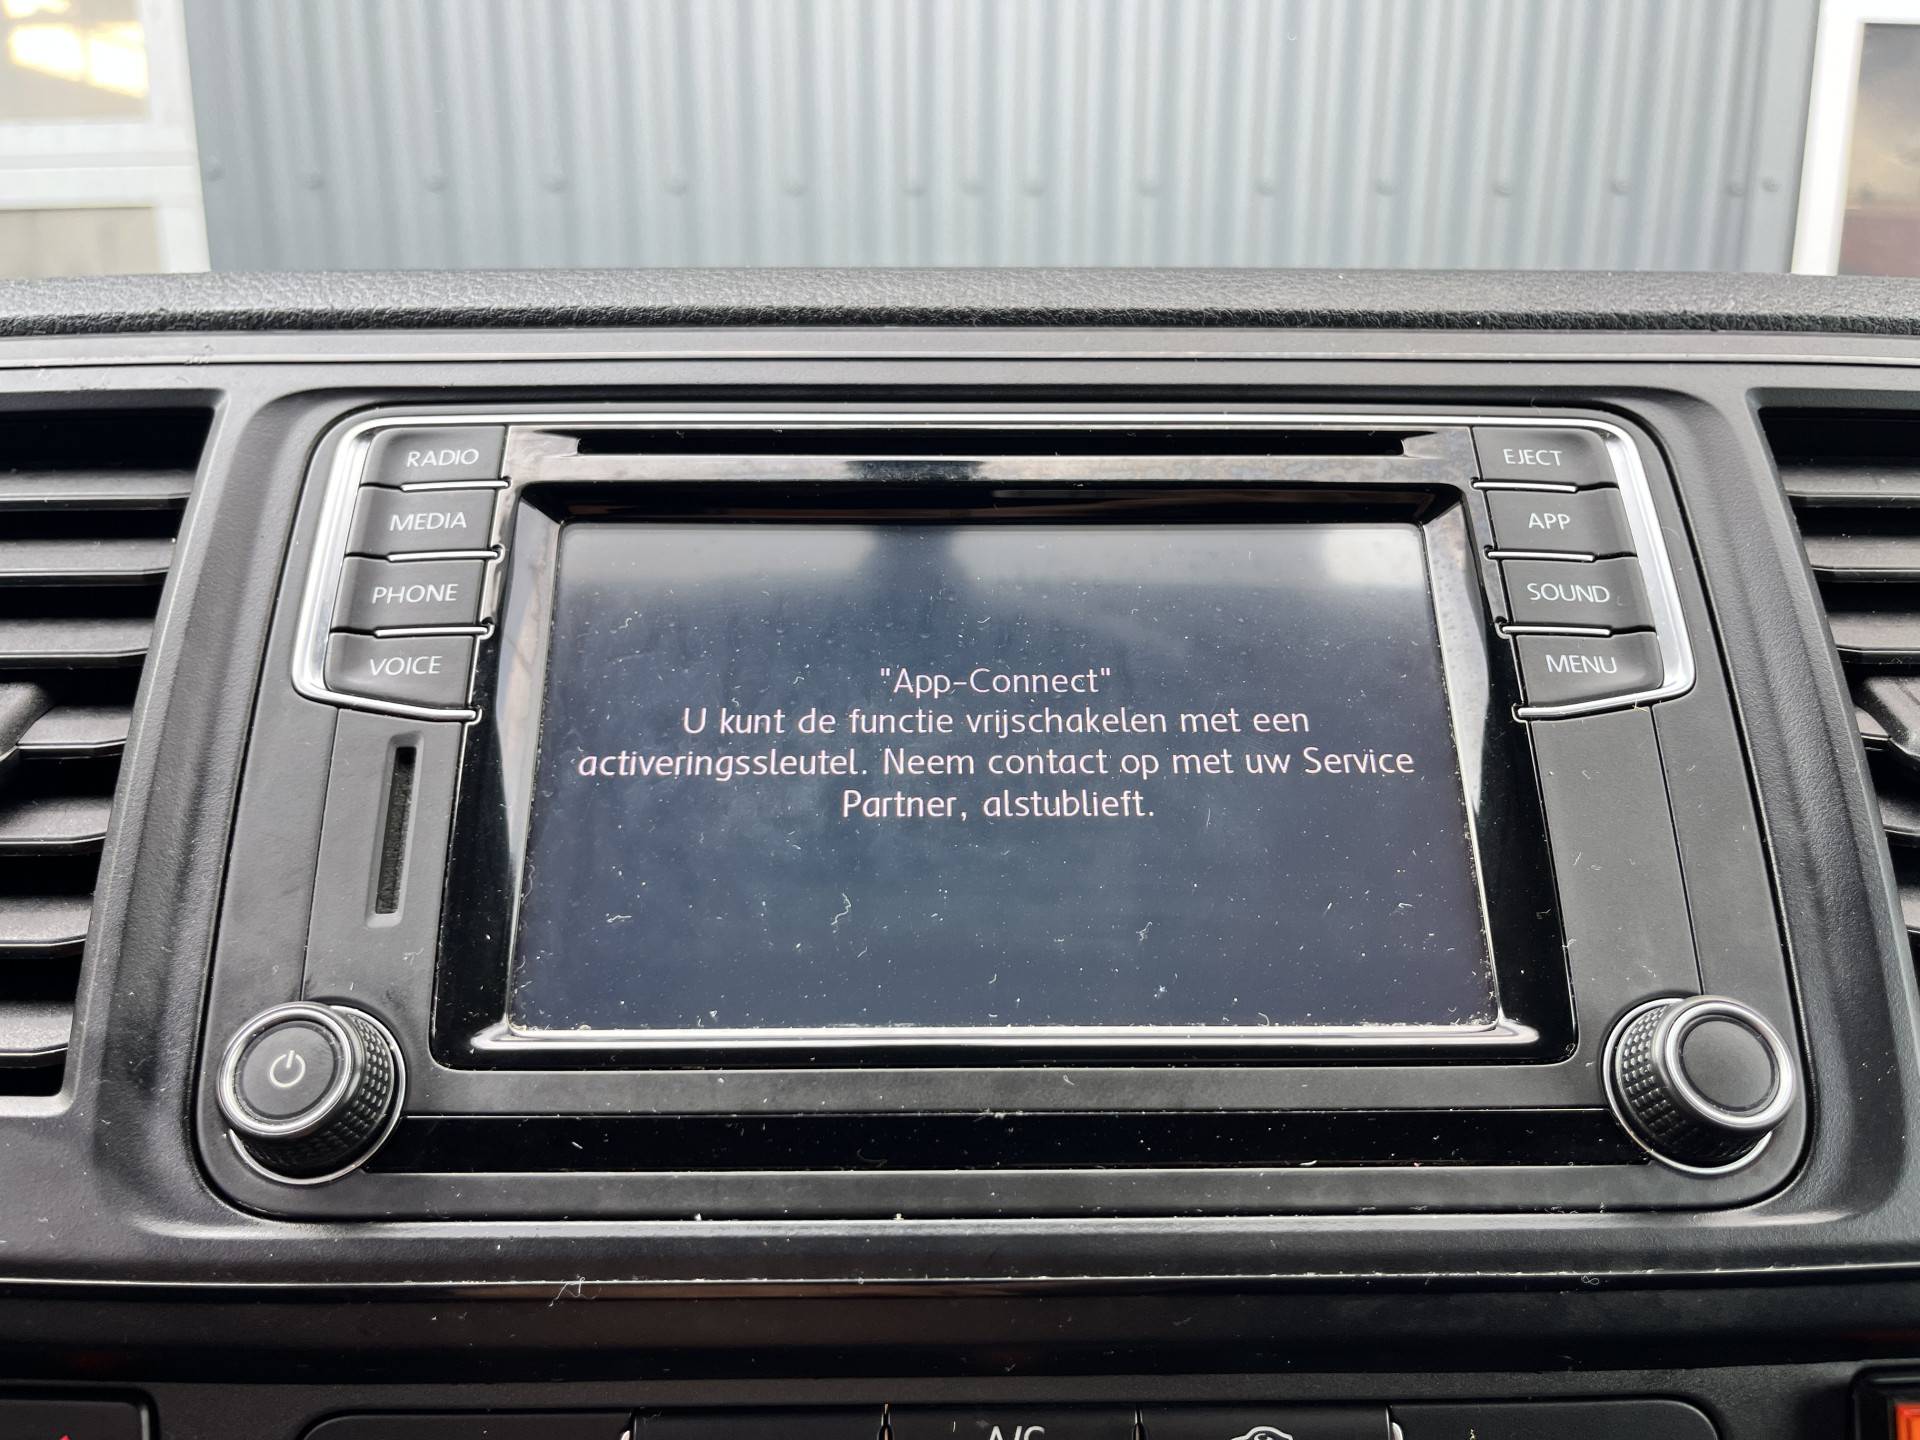 RADIO
MEDIA
PHONE
VOICE
EJECT
APP
SOUND
MENU
"App-Connect"
U kunt de functie vrijschakelen met een
activeringssleutel. Neem contact op met uw Service
Partner, alstublieft.
A/C